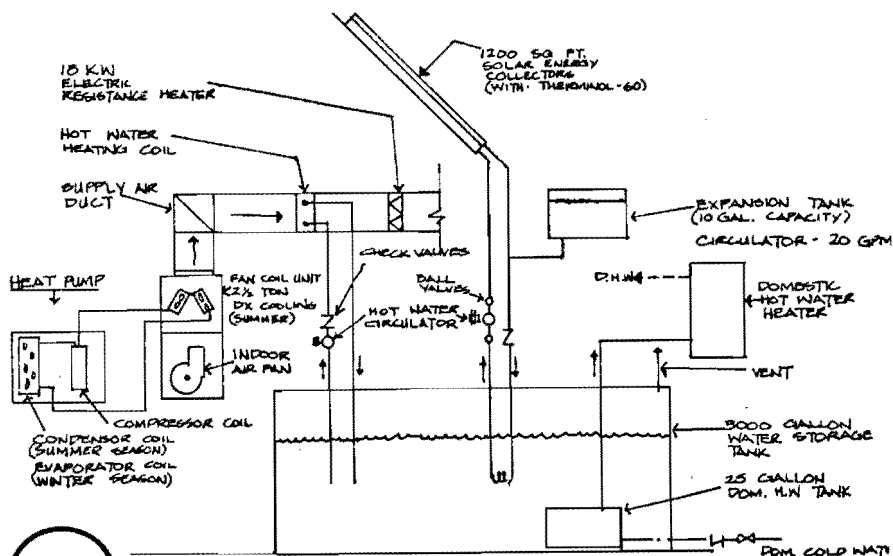 1200 SQ FT.
SOLAR ENERGY
COLLECTORS
(WITH THERMINOL-60)
18 KW
ELECTRIC
RESISTANCE HEATER
HOT WATER
HEATING COIL
SUPPLY AIR
DUCT
EXPANSION TANK
(10 GAL. CAPACITY)
CIRCULATOR - 20 GPM
CHECK VALVES
HEAT PUMP
FAN COIL UNIT
2½ TON
DX COOLING
(SUMMER)
BALL
VALVES
HOT WATER
CIRCULATOR
D.H.W.
DOMESTIC
HOT WATER
HEATER
INDOOR
AIR FAN
VENT
COMPRESSOR COIL
CONDENSOR COIL
(SUMMER SEASON)
EVAPORATOR COIL
(WINTER SEASON)
3000 GALLON
WATER STORAGE
TANK
25 GALLON
DOM. H.W TANK
DOM. COLD WAT